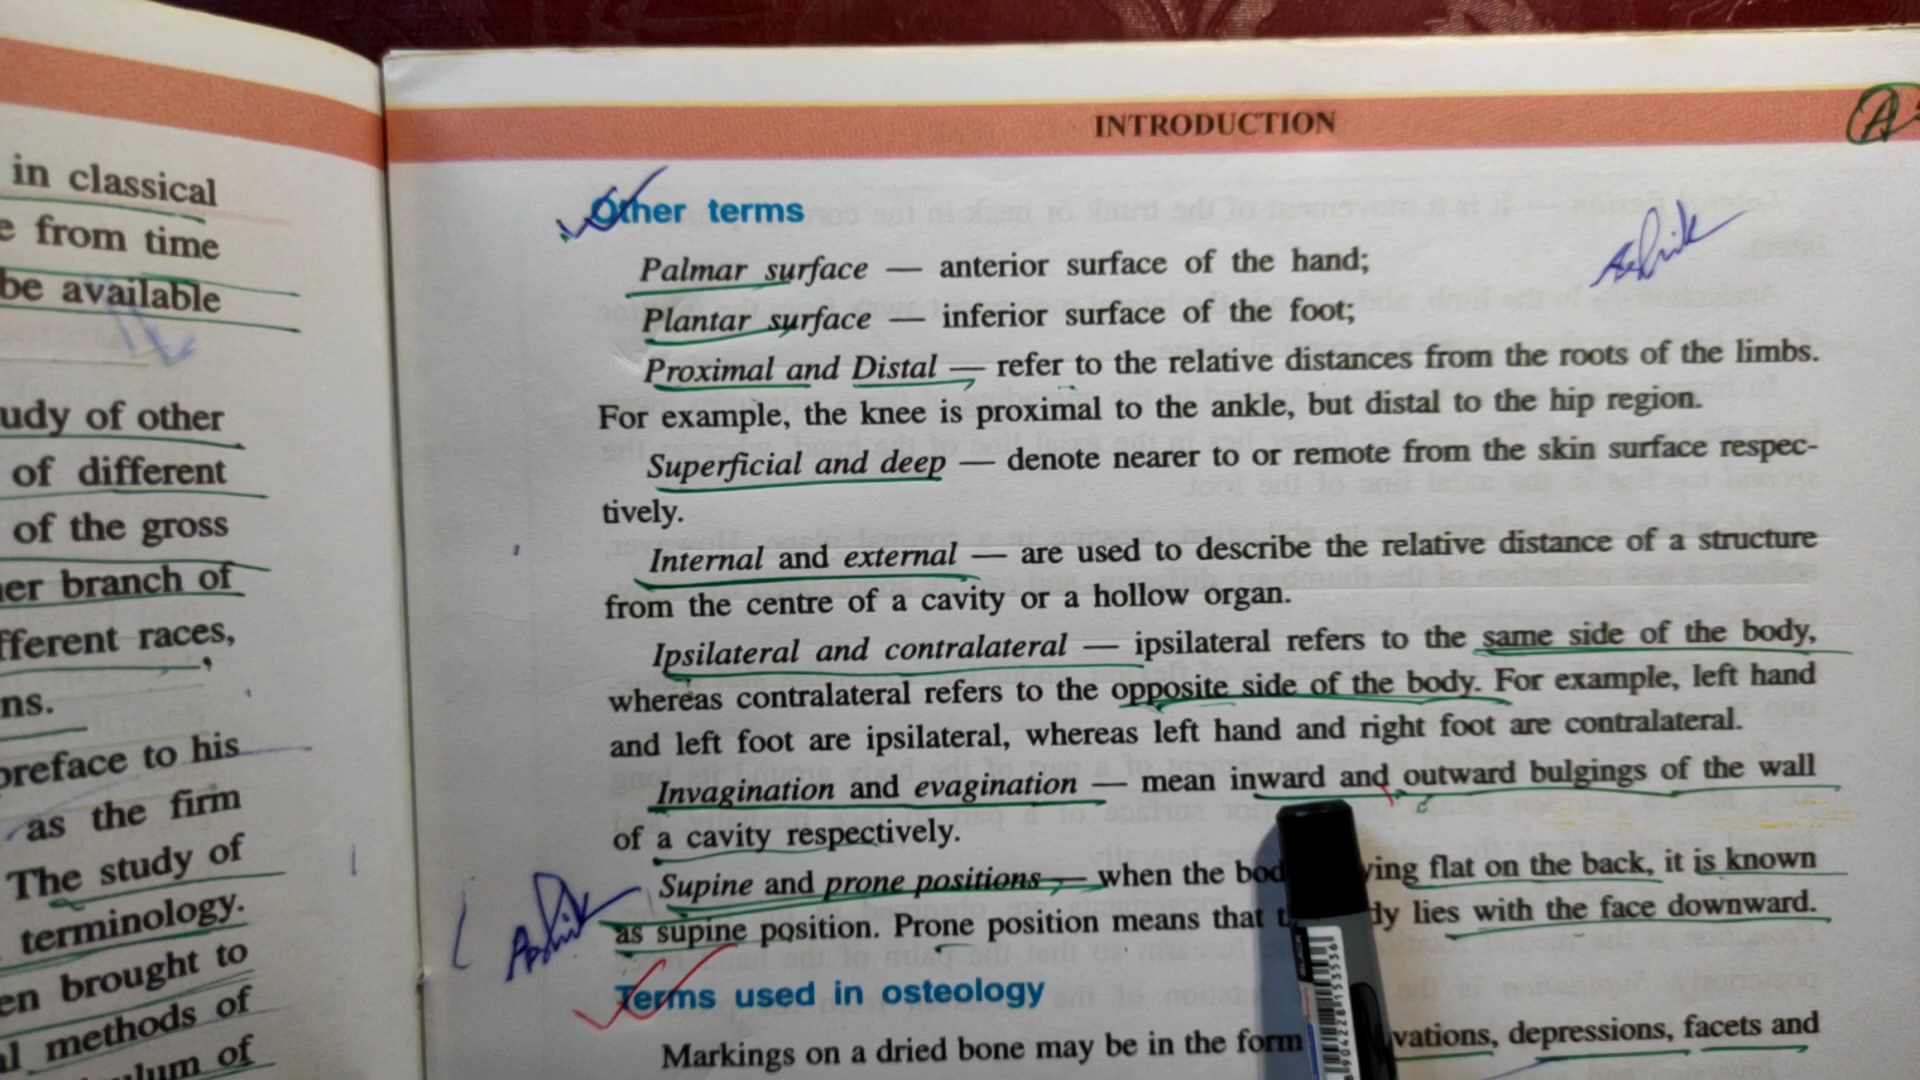 in classical
from time
be available
udy of other
of different
of the gross
er branch of
fferent races,
ns.
preface to his
as the firm
The study of
terminology.
en brought to
methods of
INTRODUCTION
A
Other terms
Ashik
Palmar surface — anterior surface of the hand;
Plantar surface — inferior surface of the foot;
Proximal and Distal — refer to the relative distances from the roots of the limbs.
For example, the knee is proximal to the ankle, but distal to the hip region.
Superficial and deep — denote nearer to or remote from the skin surface respec-
tively.
Internal and external — are used to describe the relative distance of a structure
from the centre of a cavity or a hollow organ.
Ipsilateral and contralateral — ipsilateral refers to the same side of the body,
whereas contralateral refers to the opposite side of the body. For example, left hand
and left foot are ipsilateral, whereas left hand and right foot are contralateral.
Invagination and evagination — mean inward and outward bulgings of the wall
of a cavity respectively.
Supine and prone positions — when the bod ying flat on the back, it is known
Ashik
as supine position. Prone position means that t dy lies with the face downward.
Terms used in osteology
Markings on a dried bone may be in the form vations, depressions, facets and